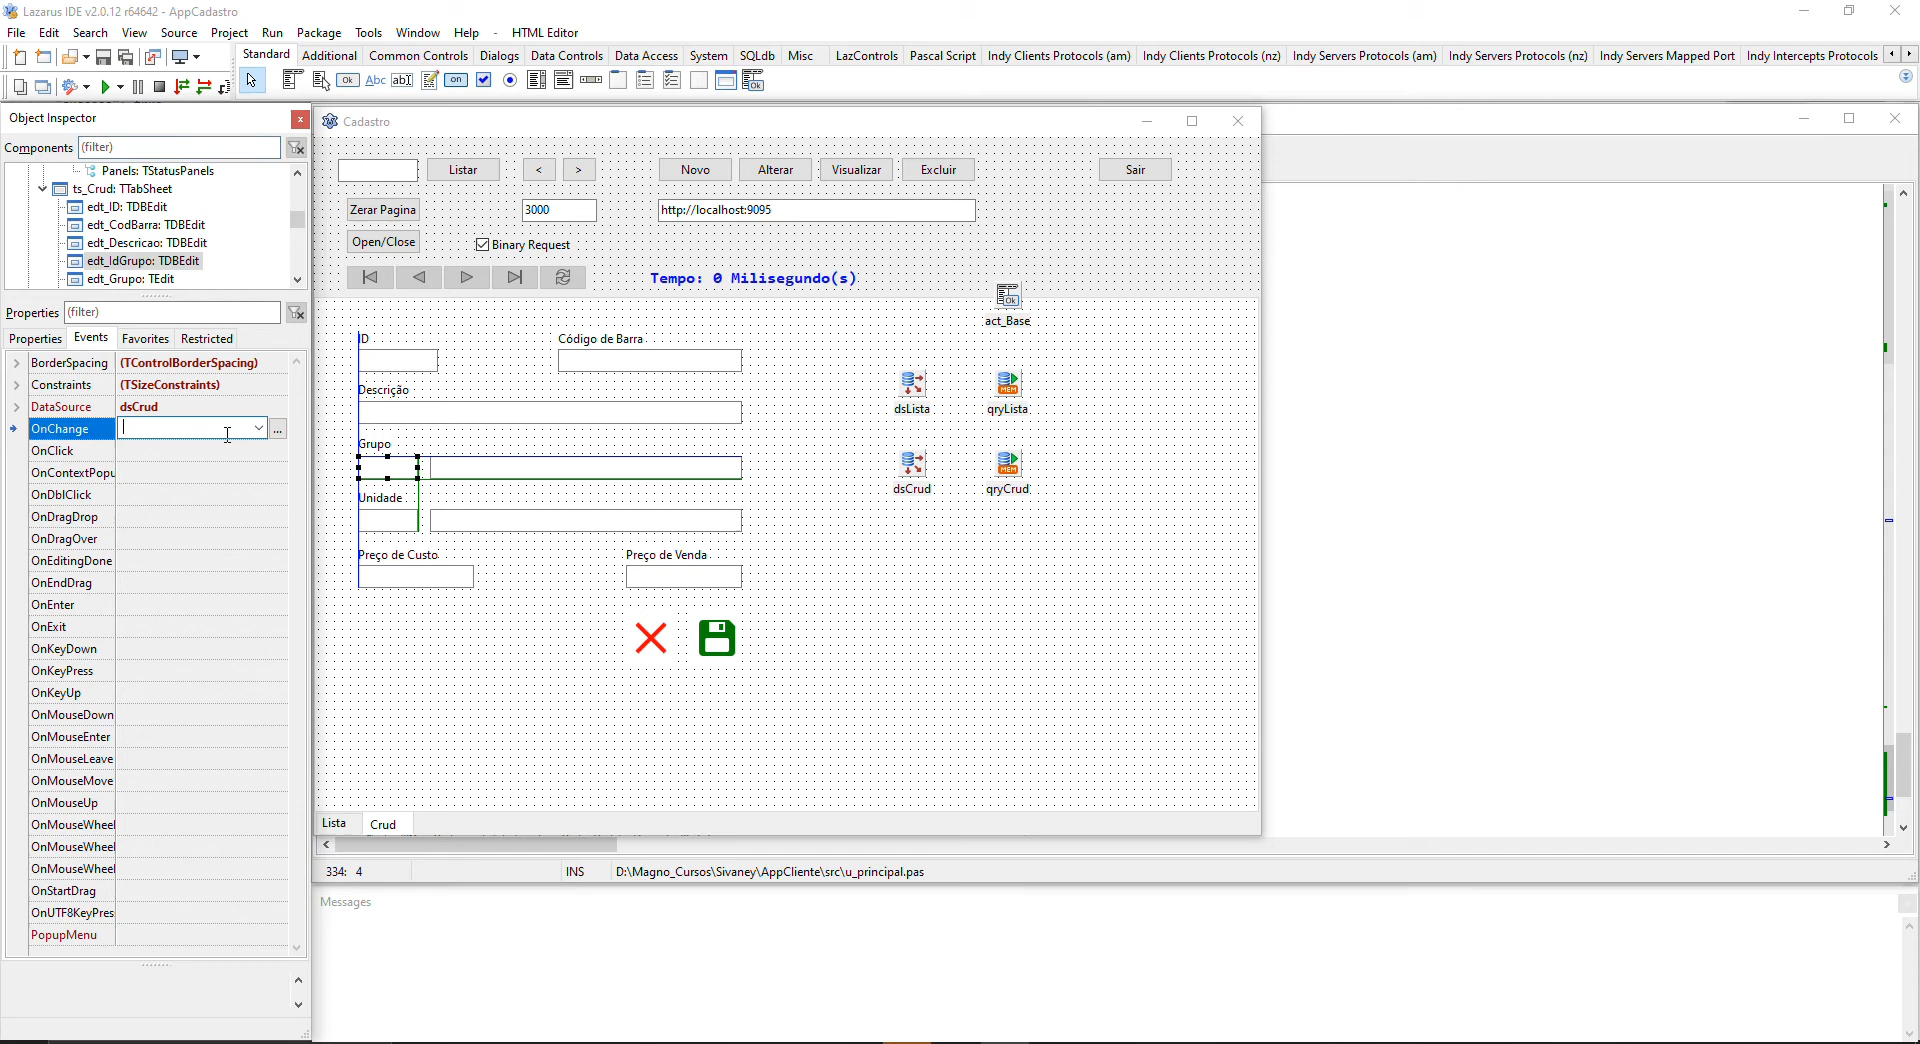 Lazarus IDE v2.0.12 r64642 - AppCadastro
File Edit Search View Source Project Run Package Tools Window Help - HTML Editor
Standard Additional Common Controls Dialogs Data Controls Data Access System SQLdb Misc LazControls Pascal Script Indy Clients Protocols (am) Indy Clients Protocols (nz) Indy Servers Protocols (am) Indy Servers Protocols (nz) Indy Servers Mapped Port Indy Intercepts Protocols
Ok Abc abI on Ok
Object Inspector
Components (filter)
Panels: TStatusPanels
ts_Crud: TTabSheet
edt_ID: TDBEdit
edt_CodBarra: TDBEdit
edt_Descricao: TDBEdit
edt_IdGrupo: TDBEdit
edt_Grupo: TEdit
Properties (filter)
Properties Events Favorites Restricted
BorderSpacing (TControlBorderSpacing)
Constraints (TSizeConstraints)
DataSource dsCrud
OnChange ...
OnClick
OnContextPopu
OnDblClick
OnDragDrop
OnDragOver
OnEditingDone
OnEndDrag
OnEnter
OnExit
OnKeyDown
OnKeyPress
OnKeyUp
OnMouseDown
OnMouseEnter
OnMouseLeave
OnMouseMove
OnMouseUp
OnMouseWheel
OnMouseWheel
OnMouseWheel
OnStartDrag
OnUTF8KeyPres
PopupMenu
Cadastro
Listar < > Novo Alterar Visualizar Excluir Sair
Zerar Pagina 3000 http://localhost:9095
Open/Close Binary Request
Tempo: 0 Milisegundo(s)
Ok
act_Base
ID Código de Barra
Descrição
MEM
dsLista qryLista
Grupo
MEM
dsCrud qryCrud
Unidade
Preço de Custo Preço de Venda
Lista Crud
334: 4 INS D:\Magno_Cursos\Sivaney\AppCliente\src\u_principal.pas
Messages